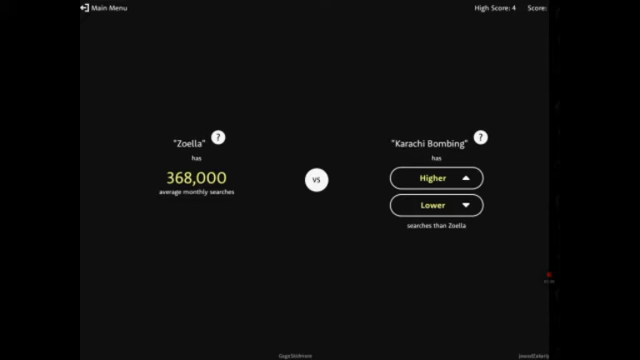 Main Menu
High Score: 4 Score:
"Zoella" ?
has
368,000
average monthly searches
VS
"Karachi Bombing" ?
has
Higher
Lower
searches than Zoella
GageSkidmore